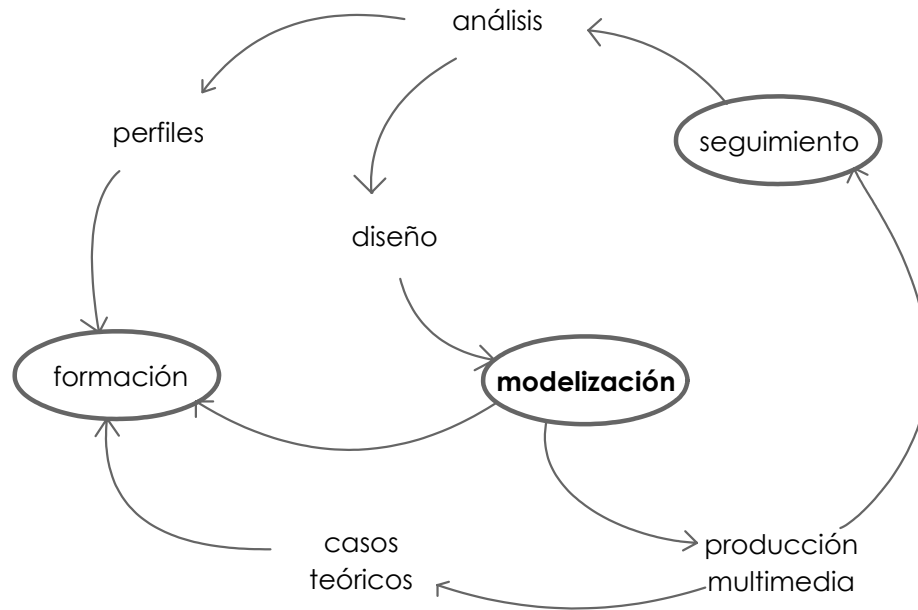 análisis
perfiles
seguimiento
diseño
formación
modelización
casos
teóricos
producción
multimedia